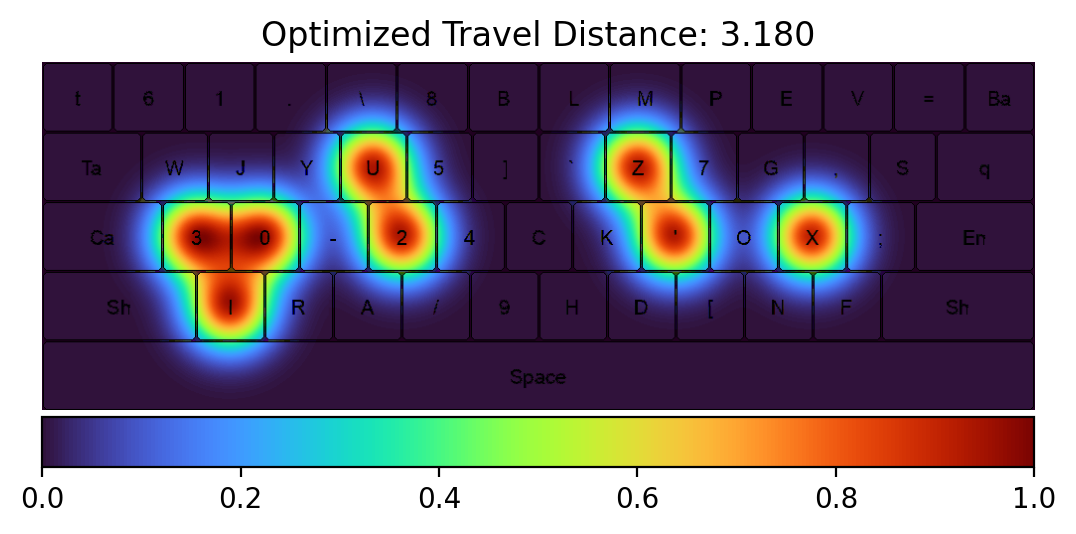 Optimized Travel Distance: 3.180
t 6 1 . \ 8 B L M P E V = Ba
Ta W J Y U 5 ] ` Z 7 G , S q
Ca 3 0 - 2 4 C K ' O X ; En
Sh I R A / 9 H D [ N F Sh
Space
0.0 0.2 0.4 0.6 0.8 1.0